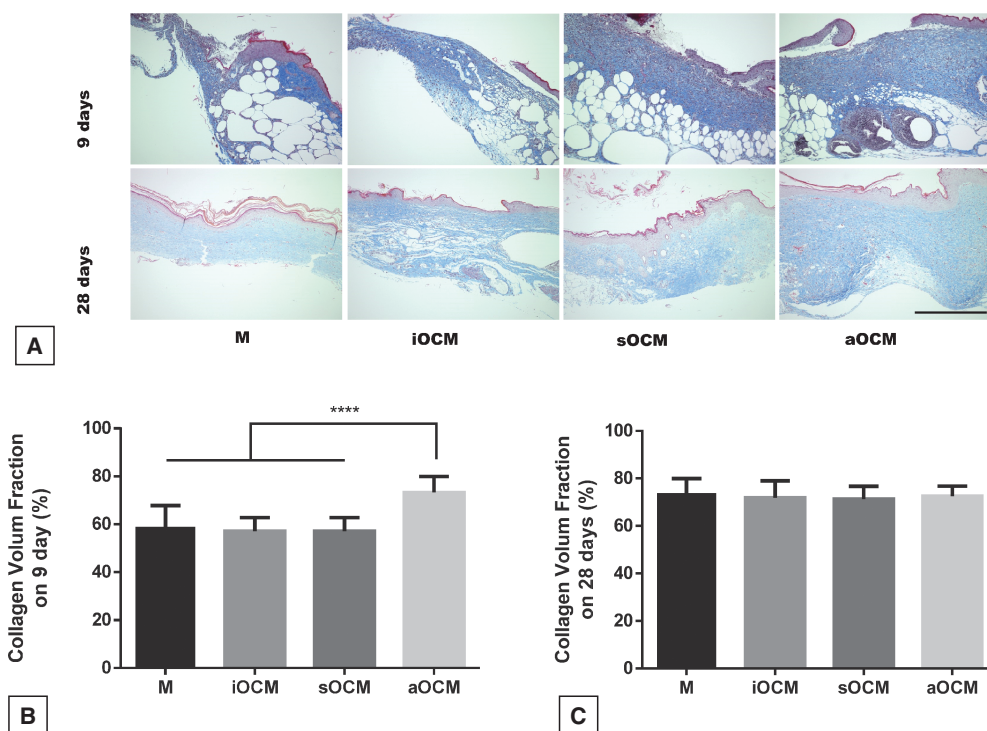 9 days
28 days
M iOCM sOCM aOCM
A
****
Collagen Volum Fraction
on 9 day (%)
100
80
60
40
20
0
M iOCM sOCM aOCM
B
Collagen Volum Fraction
on 28 days (%)
100
80
60
40
20
0
M iOCM sOCM aOCM
C